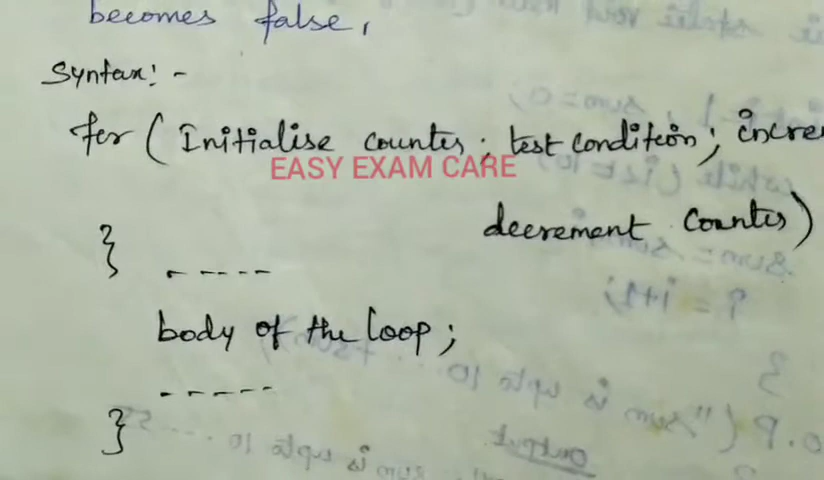 becomes false,
Syntax:-
for ( Initialise counter ; test condition ; incre
EASY EXAM CARE
decrement counter)
}
-----
body of the loop;
-----
}